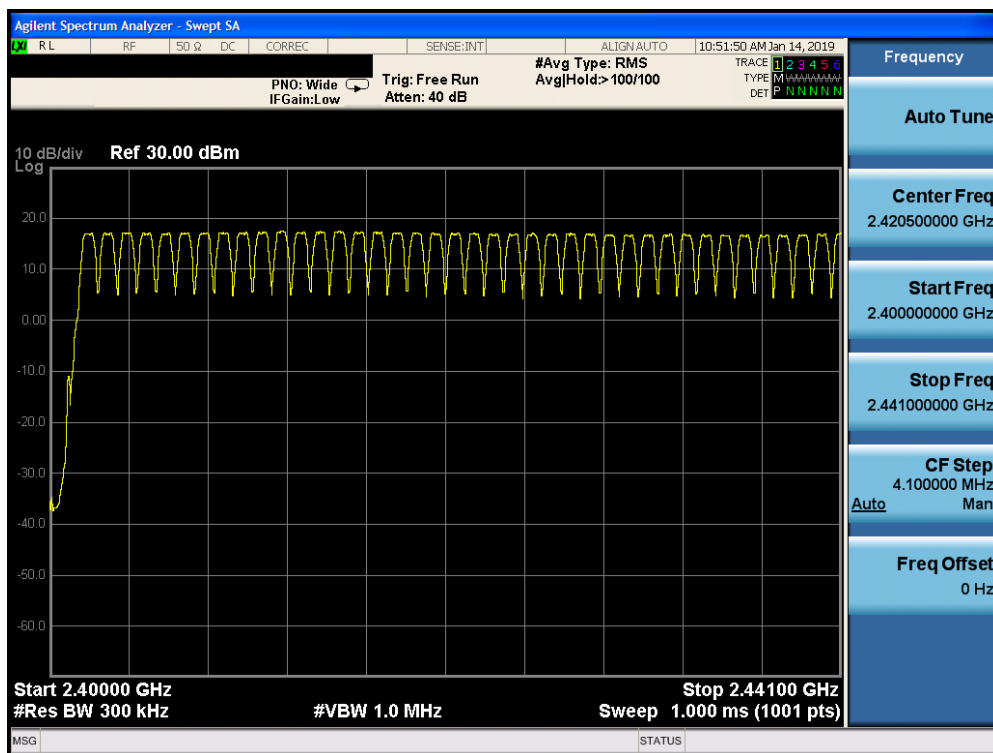 Agilent Spectrum Analyzer - Swept SA
LXI RL RF 50 Ω DC CORREC SENSE:INT ALIGN AUTO 10:51:50 AM Jan 14, 2019
PNO: Wide
IFGain:Low
Trig: Free Run
Atten: 40 dB
#Avg Type: RMS
Avg|Hold:>100/100
TRACE 1 2 3 4 5 6
TYPE M WWWWW
DET P N N N N N
10 dB/div Ref 30.00 dBm
Log
20.0
10.0
0.00
-10.0
-20.0
-30.0
-40.0
-50.0
-60.0
Start 2.40000 GHz Stop 2.44100 GHz
#Res BW 300 kHz #VBW 1.0 MHz Sweep 1.000 ms (1001 pts)
MSG STATUS
Frequency
Auto Tune
Center Freq
2.420500000 GHz
Start Freq
2.400000000 GHz
Stop Freq
2.441000000 GHz
CF Step
4.100000 MHz
Auto Man
Freq Offset
0 Hz